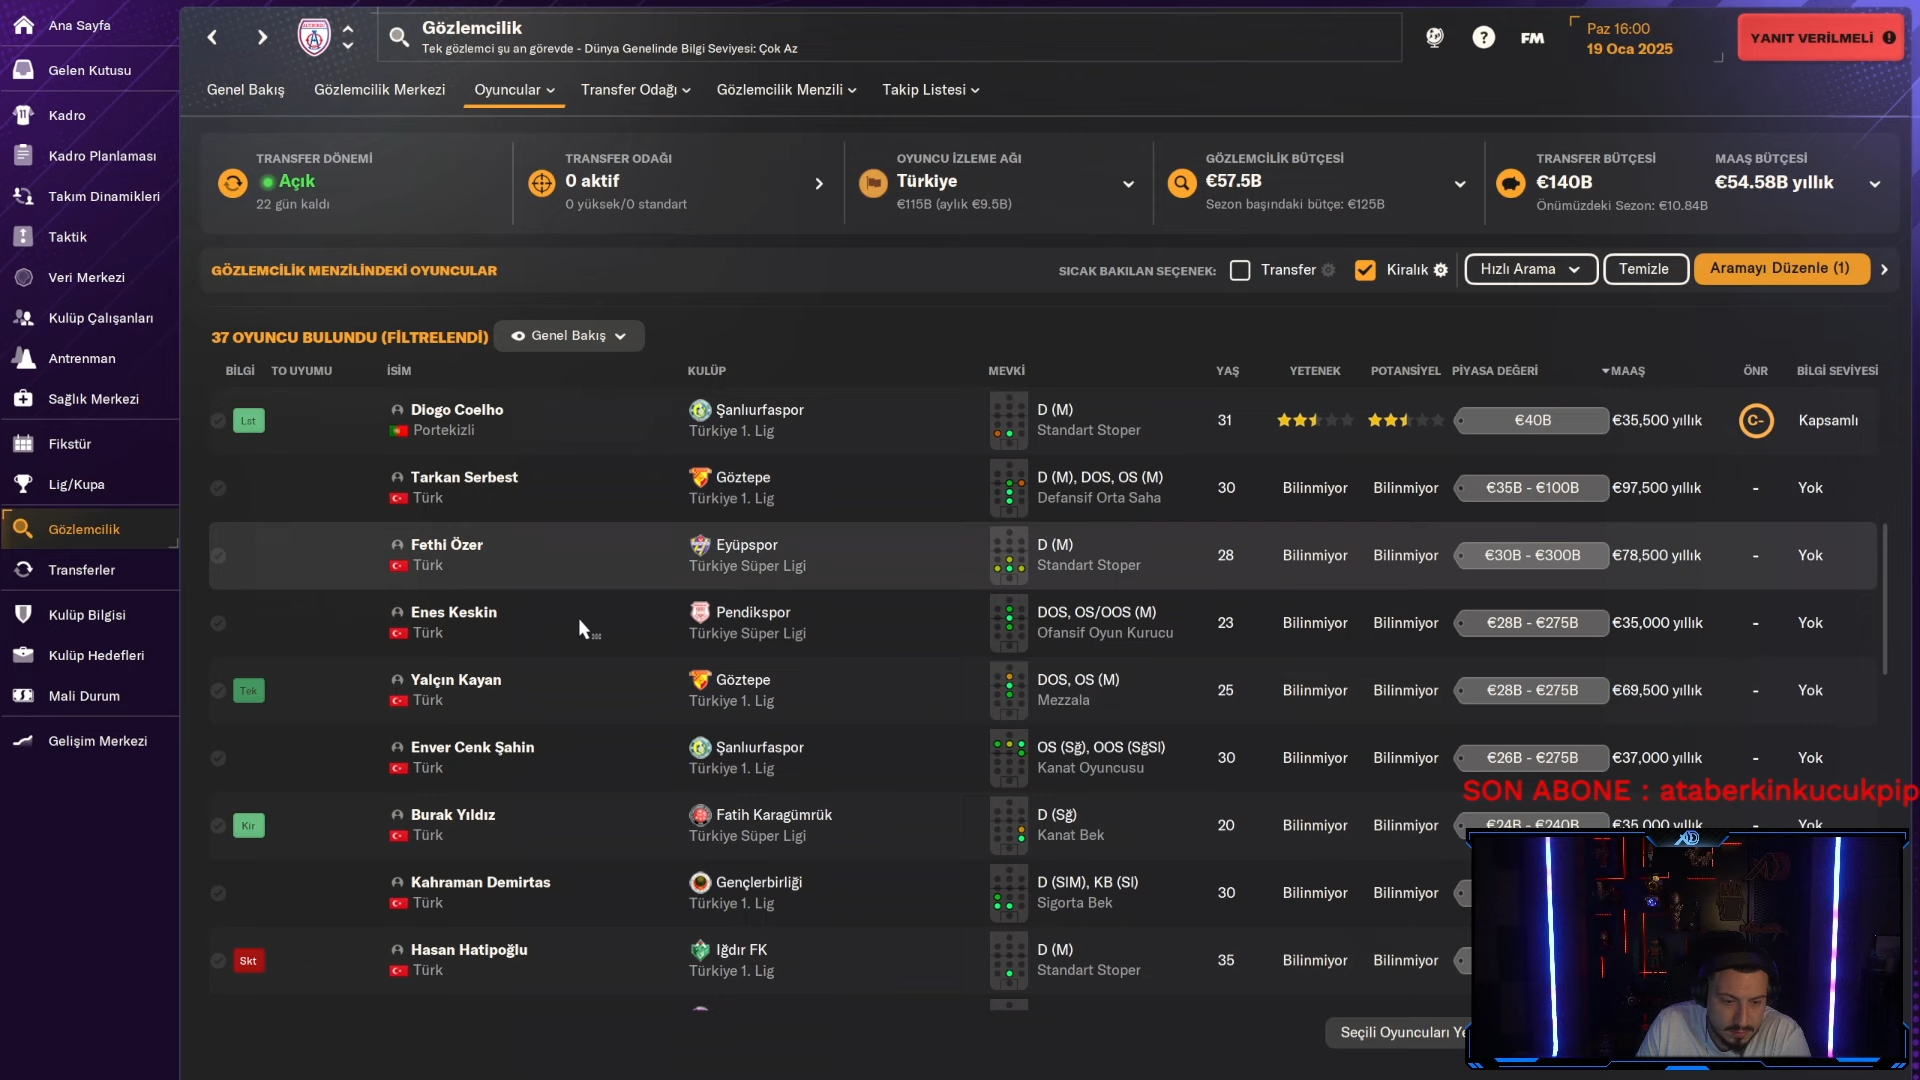 Ana Sayfa
Gelen Kutusu
Kadro
Kadro Planlaması
Takım Dinamikleri
Taktik
Veri Merkezi
Kulüp Çalışanları
Antrenman
Sağlık Merkezi
Fikstür
Lig/Kupa
Gözlemcilik
Transferler
Kulüp Bilgisi
Kulüp Hedefleri
Mali Durum
Gelişim Merkezi
Gözlemcilik
Tek gözlemci şu an görevde - Dünya Genelinde Bilgi Seviyesi: Çok Az
FM
Paz 16:00
19 Oca 2025
YANIT VERİLMELİ
Genel Bakış Gözlemcilik Merkezi Oyuncular Transfer Odağı Gözlemcilik Menzili Takip Listesi
TRANSFER DÖNEMİ
Açık
22 gün kaldı
TRANSFER ODAĞI
0 aktif
0 yüksek/0 standart
OYUNCU İZLEME AĞI
Türkiye
€115B (aylık €9.5B)
GÖZLEMCİLİK BÜTÇESİ
€57.5B
Sezon başındaki bütçe: €125B
TRANSFER BÜTÇESİ MAAŞ BÜTÇESİ
€140B €54.58B yıllık
Önümüzdeki Sezon: €10.84B
GÖZLEMCİLİK MENZİLİNDEKİ OYUNCULAR SICAK BAKILAN SEÇENEK: Transfer Kiralık Hızlı Arama Temizle Aramayı Düzenle (1)
37 OYUNCU BULUNDU (FİLTRELENDİ) Genel Bakış
BİLGİ TO UYUMU İSİM KULÜP MEVKİ YAŞ YETENEK POTANSİYEL PİYASA DEĞERİ MAAŞ ÖNR BİLGİ SEVİYESİ
Lst Diogo Coelho Şanlıurfaspor D (M) 31 €40B €35,500 yıllık C- Kapsamlı
Portekizli Türkiye 1. Lig Standart Stoper
Tarkan Serbest Göztepe D (M), DOS, OS (M) 30 Bilinmiyor Bilinmiyor €35B - €100B €97,500 yıllık - Yok
Türk Türkiye 1. Lig Defansif Orta Saha
Fethi Özer Eyüpspor D (M) 28 Bilinmiyor Bilinmiyor €30B - €300B €78,500 yıllık - Yok
Türk Türkiye Süper Ligi Standart Stoper
Enes Keskin Pendikspor DOS, OS/OOS (M) 23 Bilinmiyor Bilinmiyor €28B - €275B €35,000 yıllık - Yok
Türk Türkiye Süper Ligi Ofansif Oyun Kurucu
Tek Yalçın Kayan Göztepe DOS, OS (M) 25 Bilinmiyor Bilinmiyor €28B - €275B €69,500 yıllık - Yok
Türk Türkiye 1. Lig Mezzala
Enver Cenk Şahin Şanlıurfaspor OS (Sğ), OOS (SğSl) 30 Bilinmiyor Bilinmiyor €26B - €275B €37,000 yıllık - Yok
Türk Türkiye 1. Lig Kanat Oyuncusu
SON ABONE : ataberkinkucukpip
Kir Burak Yıldız Fatih Karagümrük D (Sğ) 20 Bilinmiyor Bilinmiyor €24B - €240B €35,000 yıllık - Yok
Türk Türkiye Süper Ligi Kanat Bek
Kahraman Demirtas Gençlerbirliği D (SlM), KB (Sl) 30 Bilinmiyor Bilinmiyor
Türk Türkiye 1. Lig Sigorta Bek
Skt Hasan Hatipoğlu Iğdır FK D (M) 35 Bilinmiyor Bilinmiyor
Türk Türkiye 1. Lig Standart Stoper
Seçili Oyuncuları